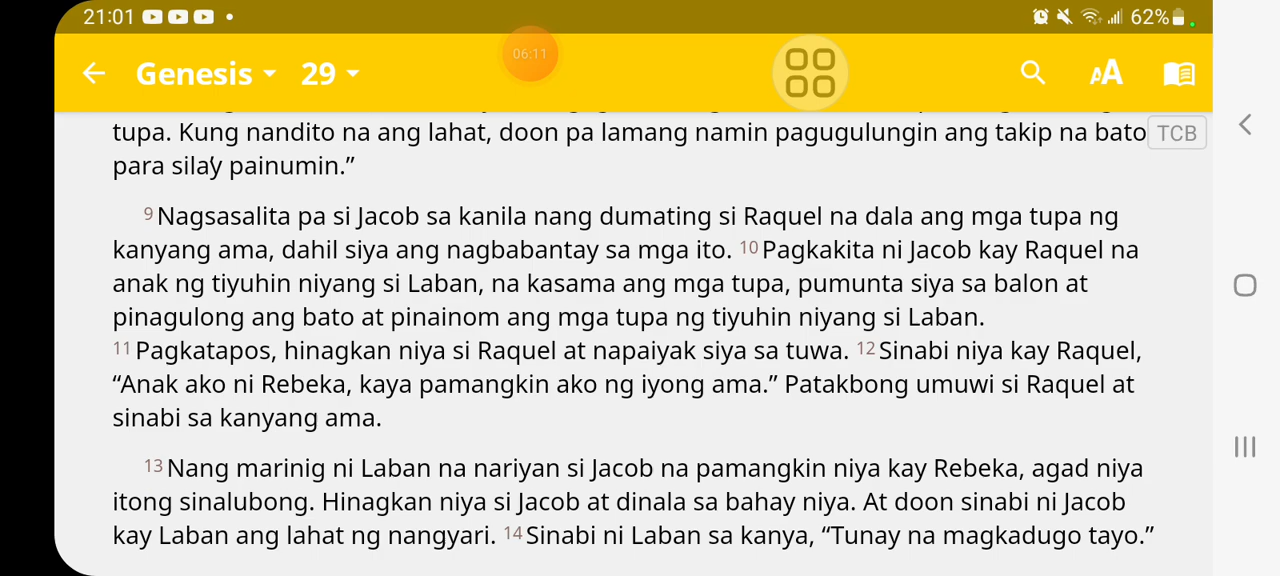 21:01
62%
06:11
Genesis 29
tupa. Kung nandito na ang lahat, doon pa lamang namin pagugulungin ang takip na bato
TCB
para sila'y painumin.”
9 Nagsasalita pa si Jacob sa kanila nang dumating si Raquel na dala ang mga tupa ng
kanyang ama, dahil siya ang nagbabantay sa mga ito. 10 Pagkakita ni Jacob kay Raquel na
anak ng tiyuhin niyang si Laban, na kasama ang mga tupa, pumunta siya sa balon at
pinagulong ang bato at pinainom ang mga tupa ng tiyuhin niyang si Laban.
11 Pagkatapos, hinagkan niya si Raquel at napaiyak siya sa tuwa. 12 Sinabi niya kay Raquel,
“Anak ako ni Rebeka, kaya pamangkin ako ng iyong ama.” Patakbong umuwi si Raquel at
sinabi sa kanyang ama.
13 Nang marinig ni Laban na nariyan si Jacob na pamangkin niya kay Rebeka, agad niya
itong sinalubong. Hinagkan niya si Jacob at dinala sa bahay niya. At doon sinabi ni Jacob
kay Laban ang lahat ng nangyari. 14 Sinabi ni Laban sa kanya, “Tunay na magkadugo tayo.”